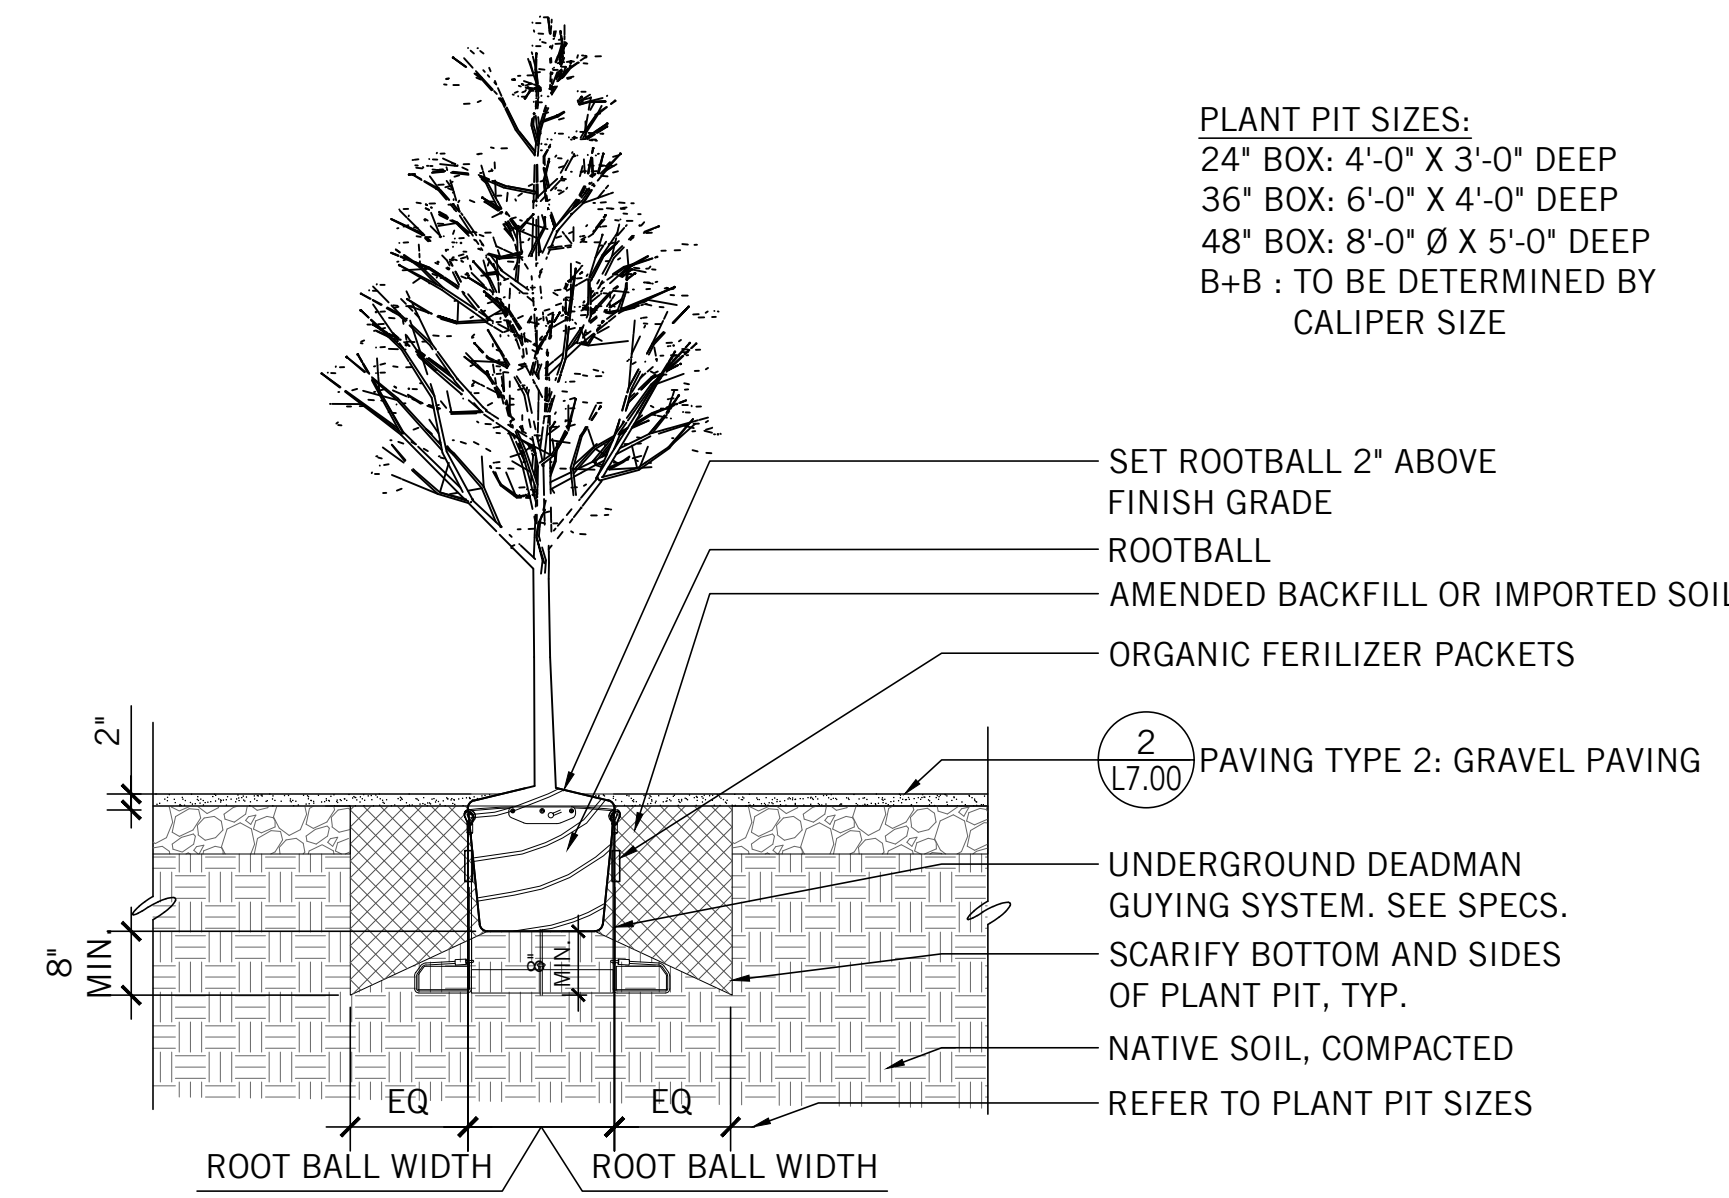 PLANT PIT SIZES:
24" BOX: 4'-0" X 3'-0" DEEP
36" BOX: 6'-0" X 4'-0" DEEP
48" BOX: 8'-0" Ø X 5'-0" DEEP
B+B : TO BE DETERMINED BY
CALIPER SIZE
SET ROOTBALL 2" ABOVE
FINISH GRADE
ROOTBALL
AMENDED BACKFILL OR IMPORTED SOIL
ORGANIC FERILIZER PACKETS
2
L7.00
PAVING TYPE 2: GRAVEL PAVING
UNDERGROUND DEADMAN
GUYING SYSTEM. SEE SPECS.
SCARIFY BOTTOM AND SIDES
OF PLANT PIT, TYP.
NATIVE SOIL, COMPACTED
REFER TO PLANT PIT SIZES
2"
8"
MIN.
8"
MIN.
EQ
EQ
ROOT BALL WIDTH
ROOT BALL WIDTH